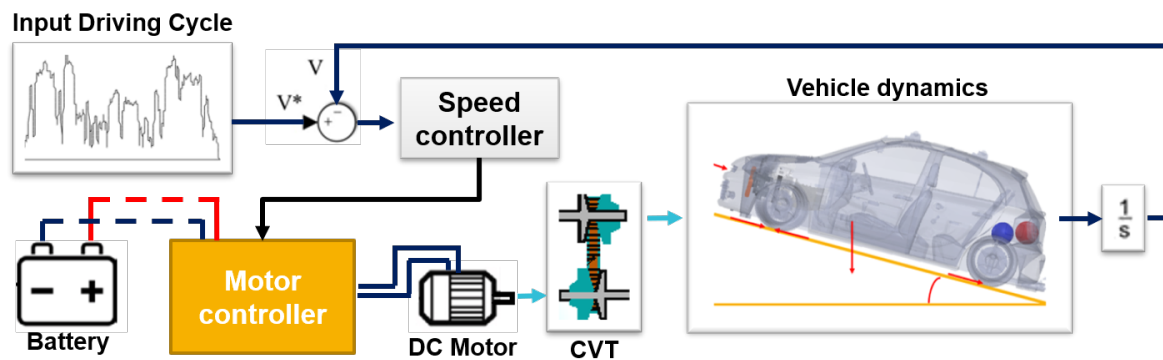 Input Driving Cycle
V
V*
−
+
Speed
controller
Vehicle dynamics
1
s
Motor
controller
− +
Battery
DC Motor
CVT